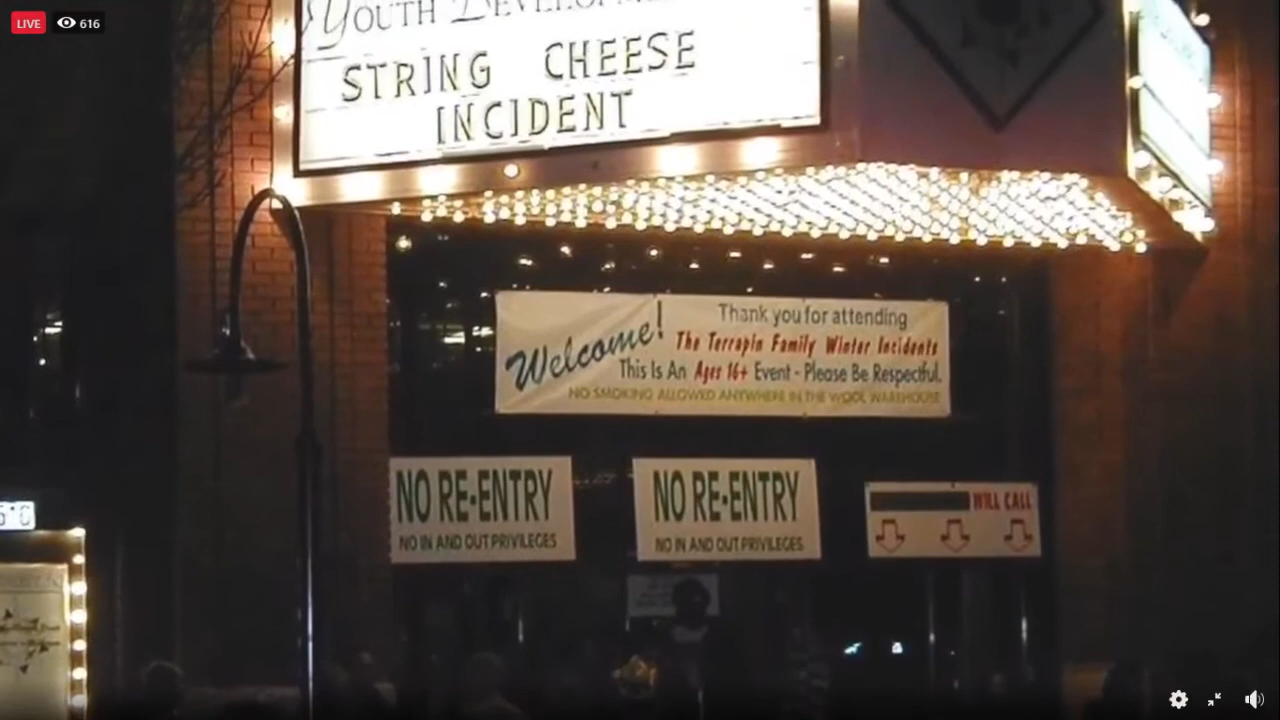 LIVE 616
YOUTH
STRING CHEESE
INCIDENT
Welcome!
Thank you for attending
The Terrapin Family Winter Incidents
This Is An Ages 16+ Event - Please Be Respectful.
NO SMOKING ALLOWED ANYWHERE IN THE WOOL WAREHOUSE
NO RE-ENTRY
NO IN AND OUT PRIVILEGES
NO RE-ENTRY
NO IN AND OUT PRIVILEGES
WILL CALL